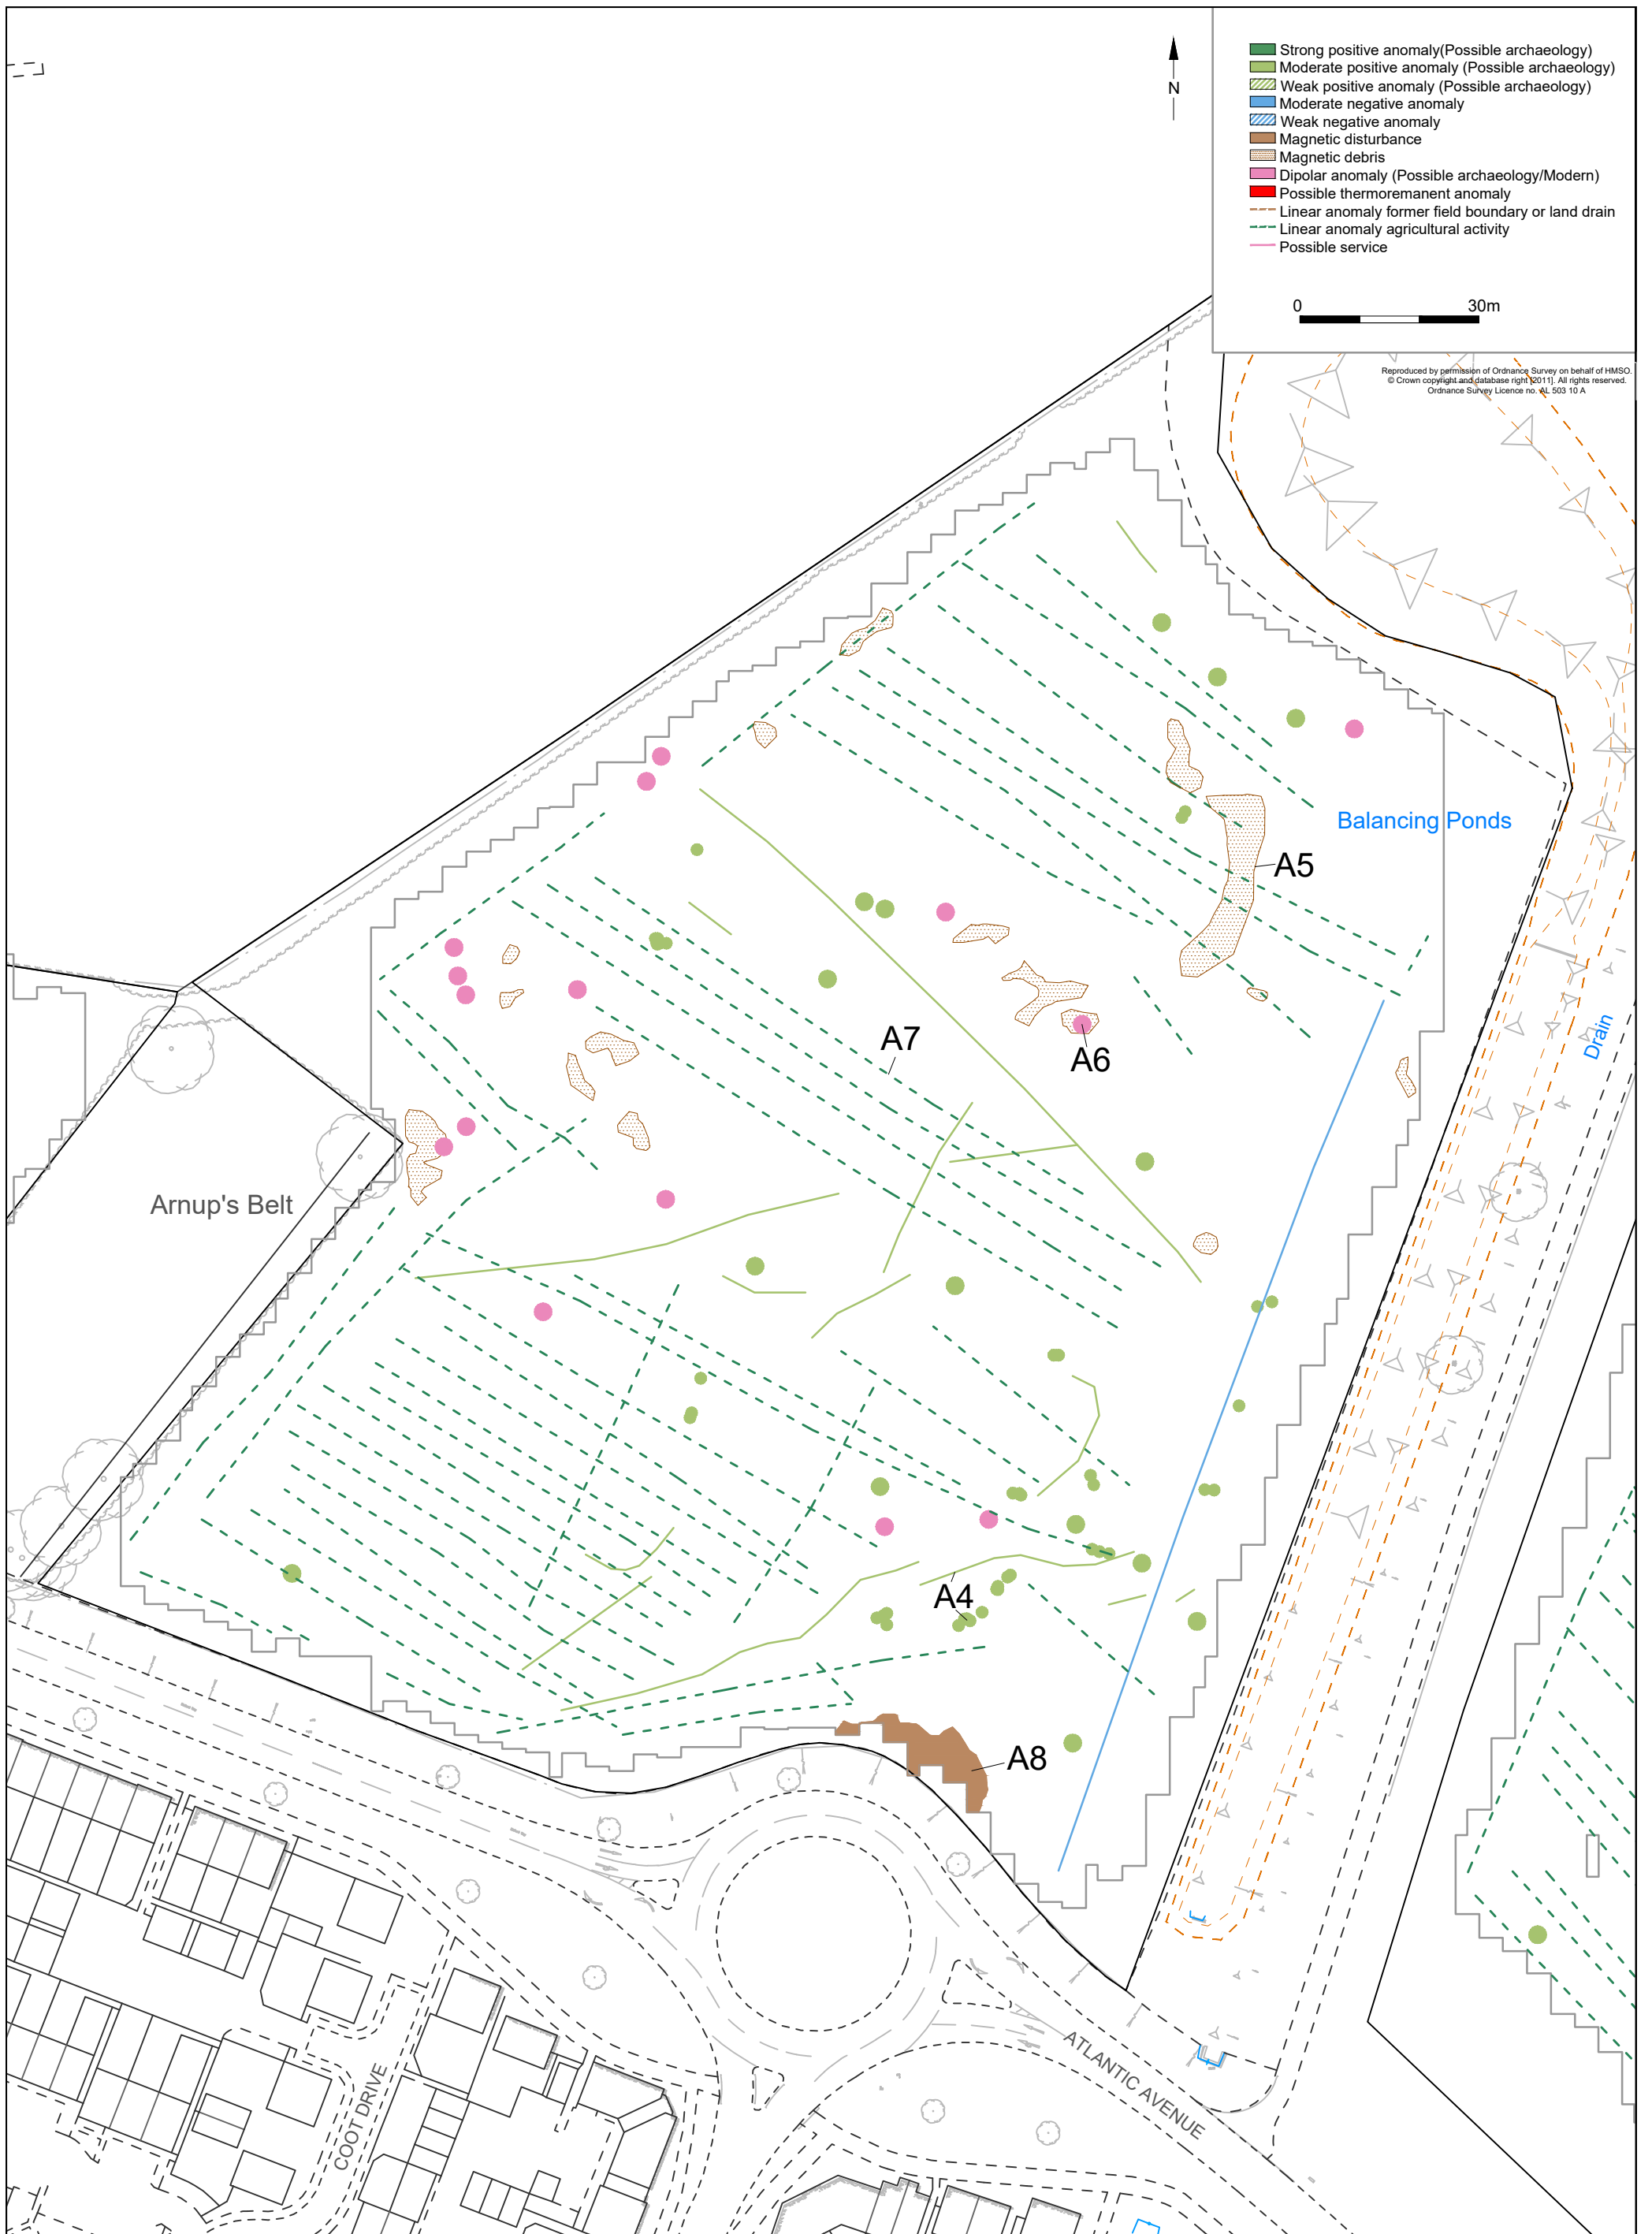 N
Strong positive anomaly(Possible archaeology)
Moderate positive anomaly (Possible archaeology)
Weak positive anomaly (Possible archaeology)
Moderate negative anomaly
Weak negative anomaly
Magnetic disturbance
Magnetic debris
Dipolar anomaly (Possible archaeology/Modern)
Possible thermoremanent anomaly
Linear anomaly former field boundary or land drain
Linear anomaly agricultural activity
Possible service
0 30m
Reproduced by permission of Ordnance Survey on behalf of HMSO.
© Crown copyright and database right [2011]. All rights reserved.
Ordnance Survey Licence no. AL 503 10 A
Balancing Ponds
A5
Drain
A7
A6
Arnup's Belt
A4
A8
ATLANTIC AVENUE
COOT DRIVE